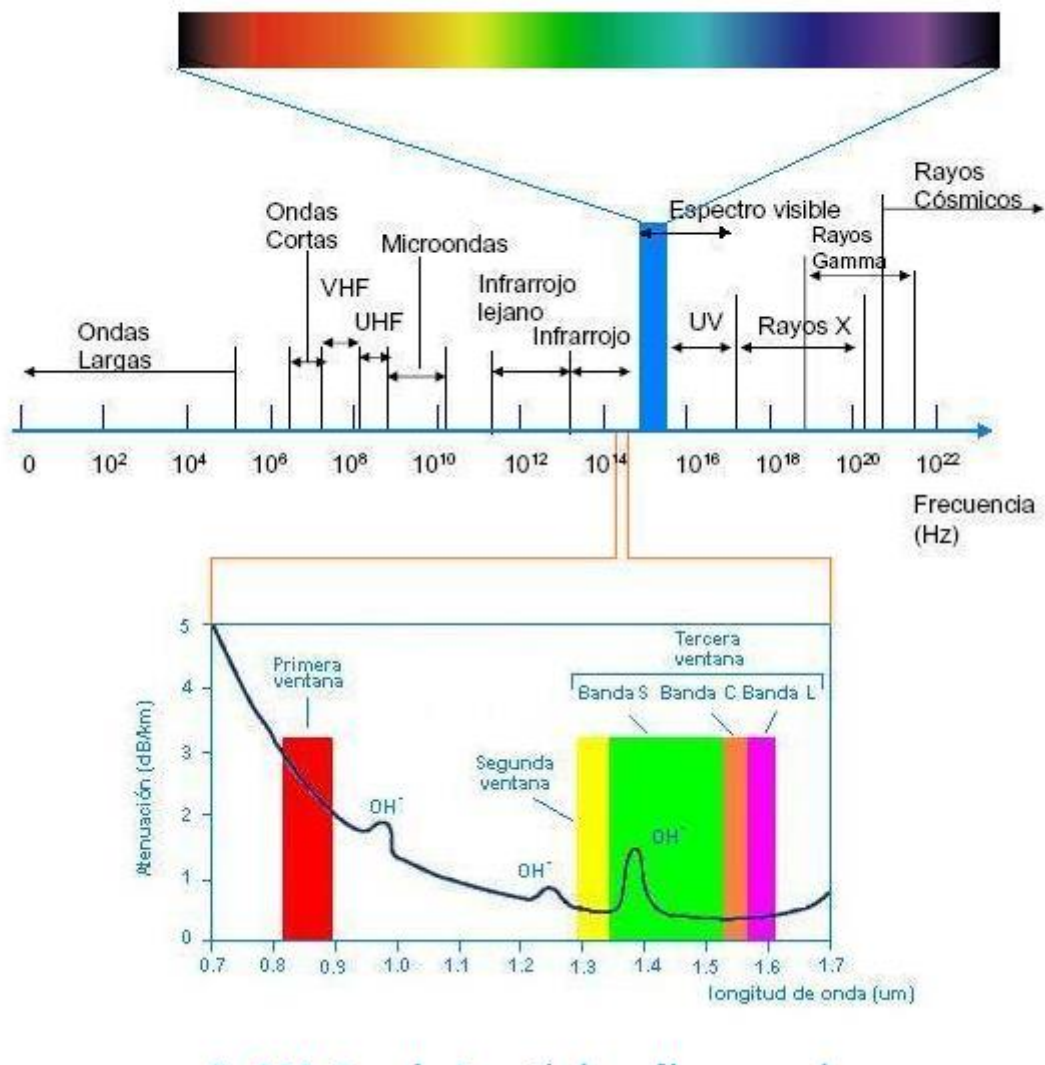 Rayos
Cósmicos
Espectro visible
Ondas
Cortas
Microondas
Rayos
Gamma
VHF
Infrarrojo
lejano
UHF
Infrarrojo
UV
Rayos X
Ondas
Largas
0 10² 10⁴ 10⁶ 10⁸ 10¹⁰ 10¹² 10¹⁴ 10¹⁶ 10¹⁸ 10²⁰ 10²²
Frecuencia
(Hz)
Tercera
ventana
Banda S Banda C Banda L
Primera
ventana
Segunda
ventana
OH⁻
OH⁻
OH⁻
Atenuación (dB/km)
5
4
3
2
1
0
0.7 0.8 0.9 1.0 1.1 1.2 1.3 1.4 1.5 1.6 1.7
longitud de onda (um)